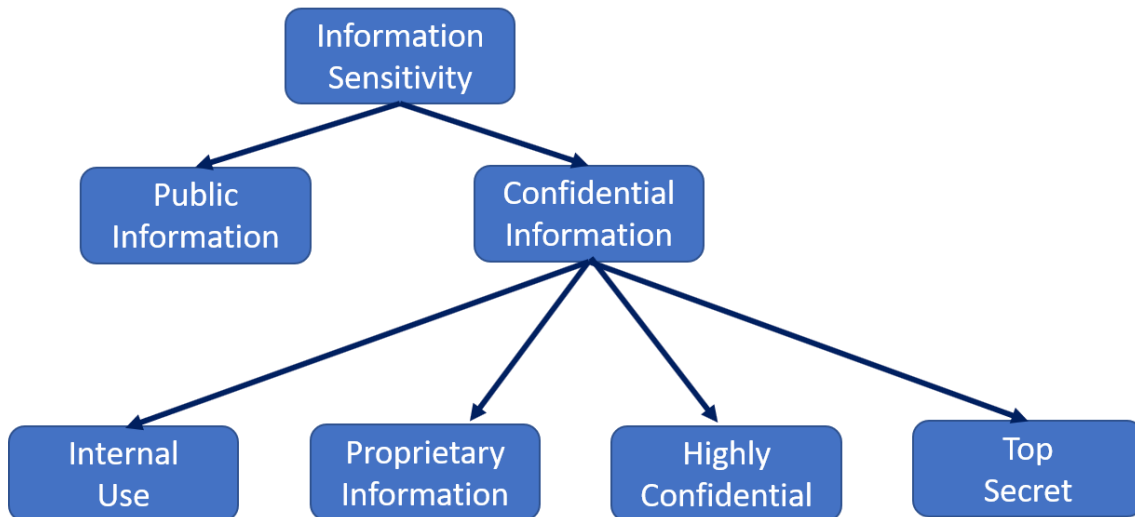 Information
Sensitivity
Public
Information
Confidential
Information
Internal
Use
Proprietary
Information
Highly
Confidential
Top
Secret